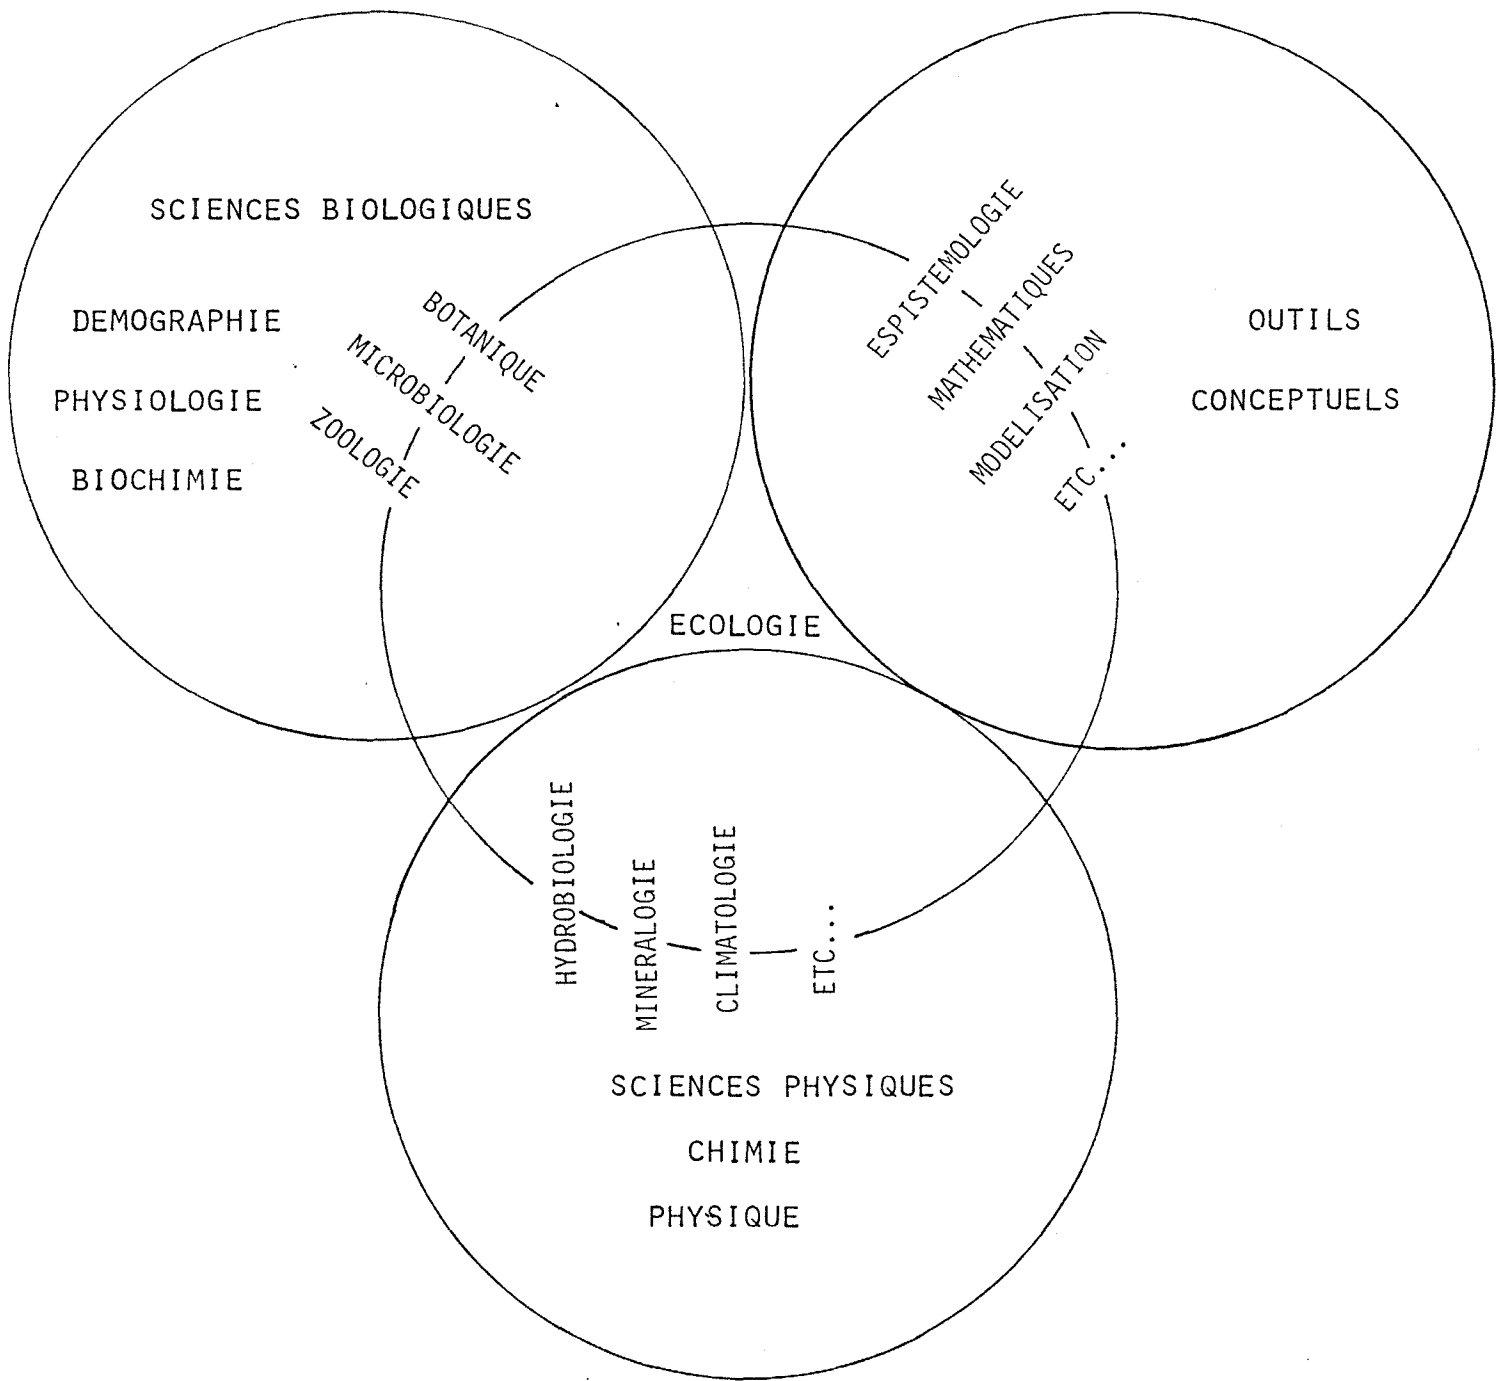 SCIENCES BIOLOGIQUES
DEMOGRAPHIE
PHYSIOLOGIE
BIOCHIMIE
BOTANIQUE
MICROBIOLOGIE
ZOOLOGIE
ESPISTEMOLOGIE
MATHEMATIQUES
MODELISATION
ETC...
OUTILS
CONCEPTUELS
ECOLOGIE
HYDROBIOLOGIE
MINERALOGIE
CLIMATOLOGIE
ETC...
SCIENCES PHYSIQUES
CHIMIE
PHYSIQUE